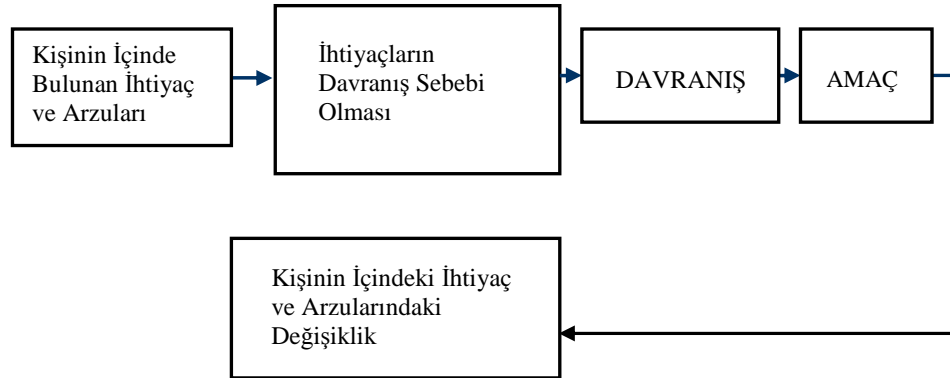 Kişinin İçinde
Bulunan İhtiyaç
ve Arzuları
İhtiyaçların
Davranış Sebebi
Olması
DAVRANIŞ
AMAÇ
Kişinin İçindeki İhtiyaç
ve Arzularındaki
Değişiklik